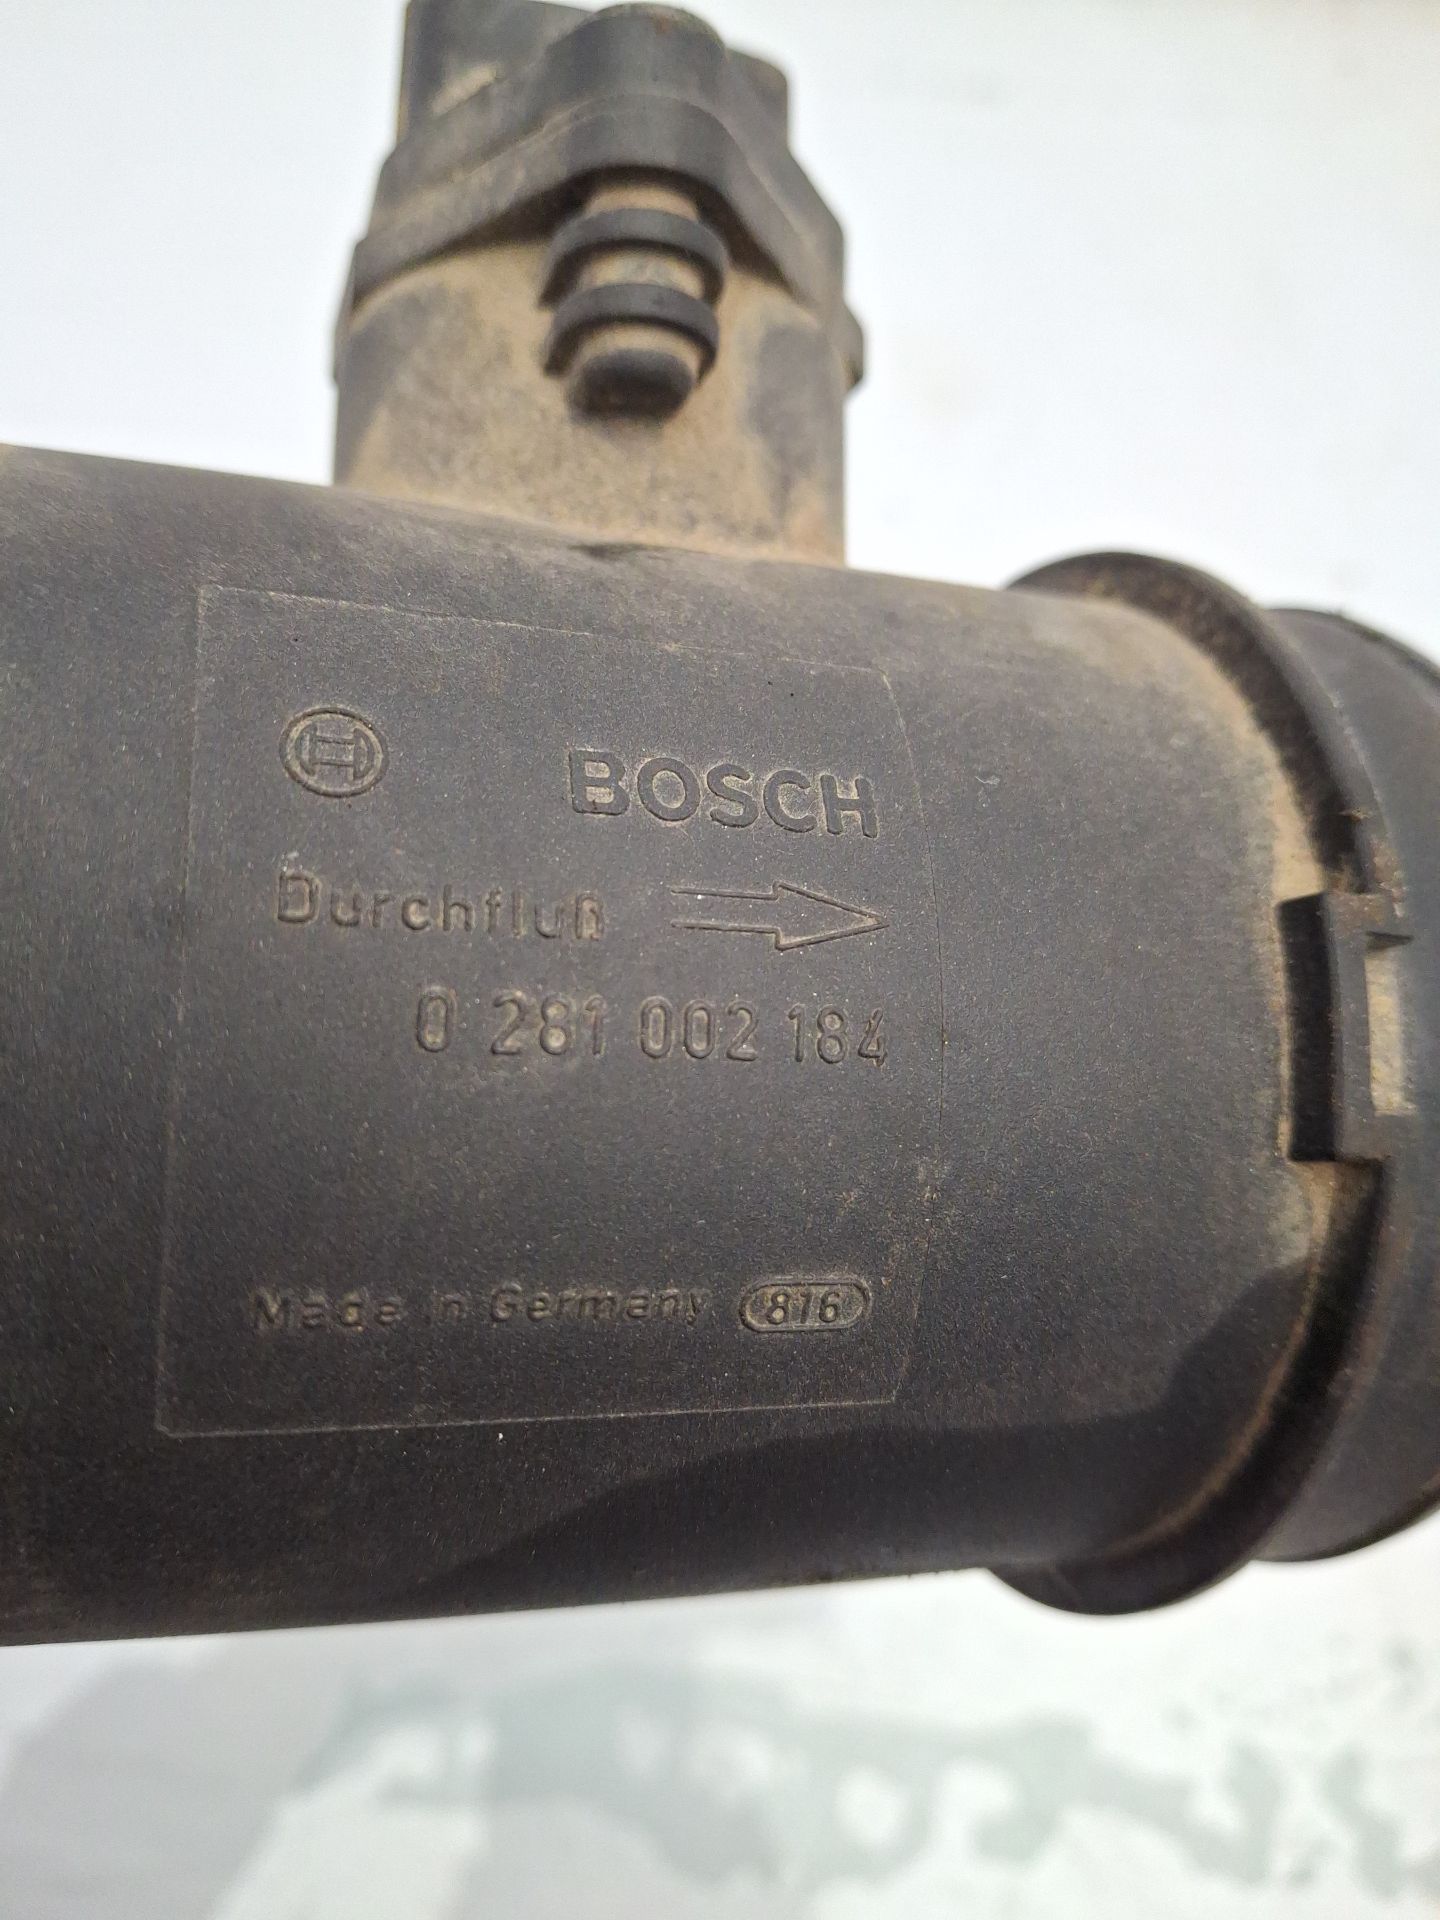 BOSCH
Durchfluß
0 281 002 184
Made in Germany 816